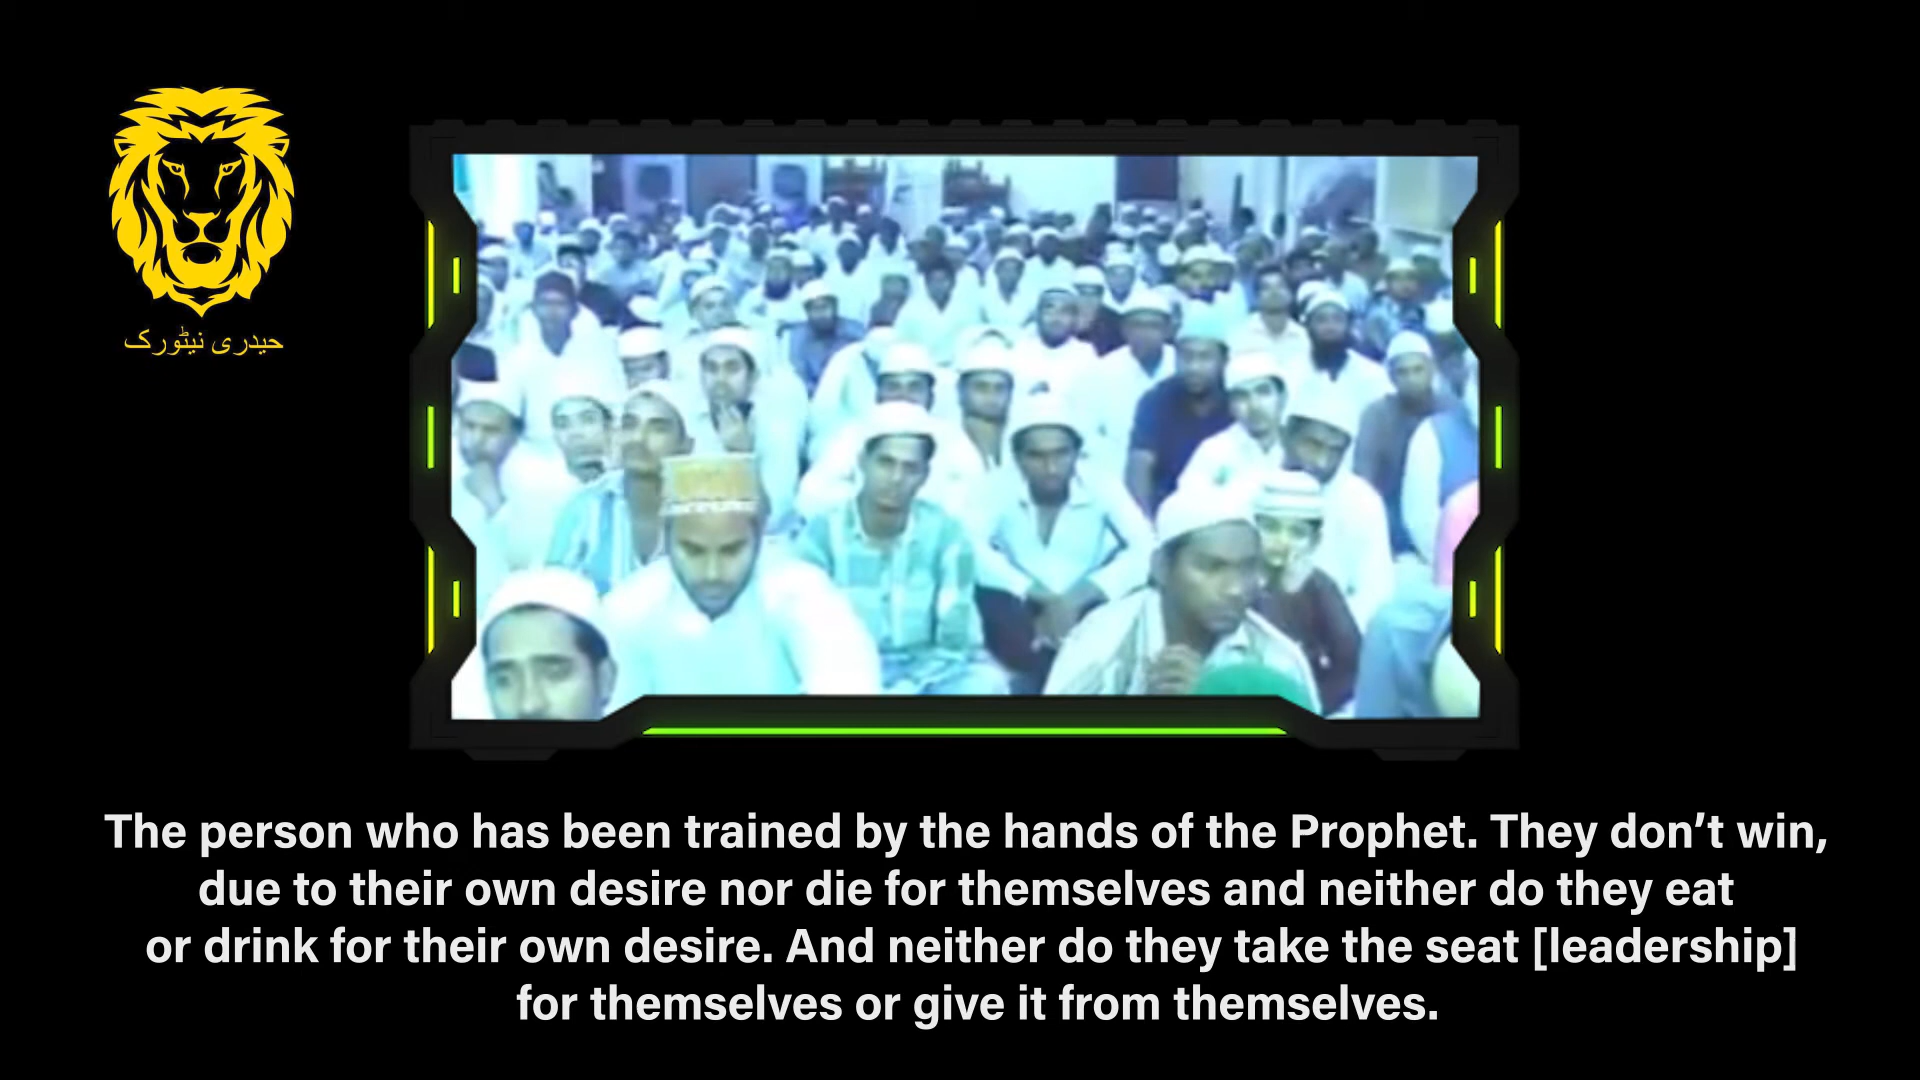 حیدری نیٹورک
The person who has been trained by the hands of the Prophet. They don’t win,
due to their own desire nor die for themselves and neither do they eat
or drink for their own desire. And neither do they take the seat [leadership]
for themselves or give it from themselves.